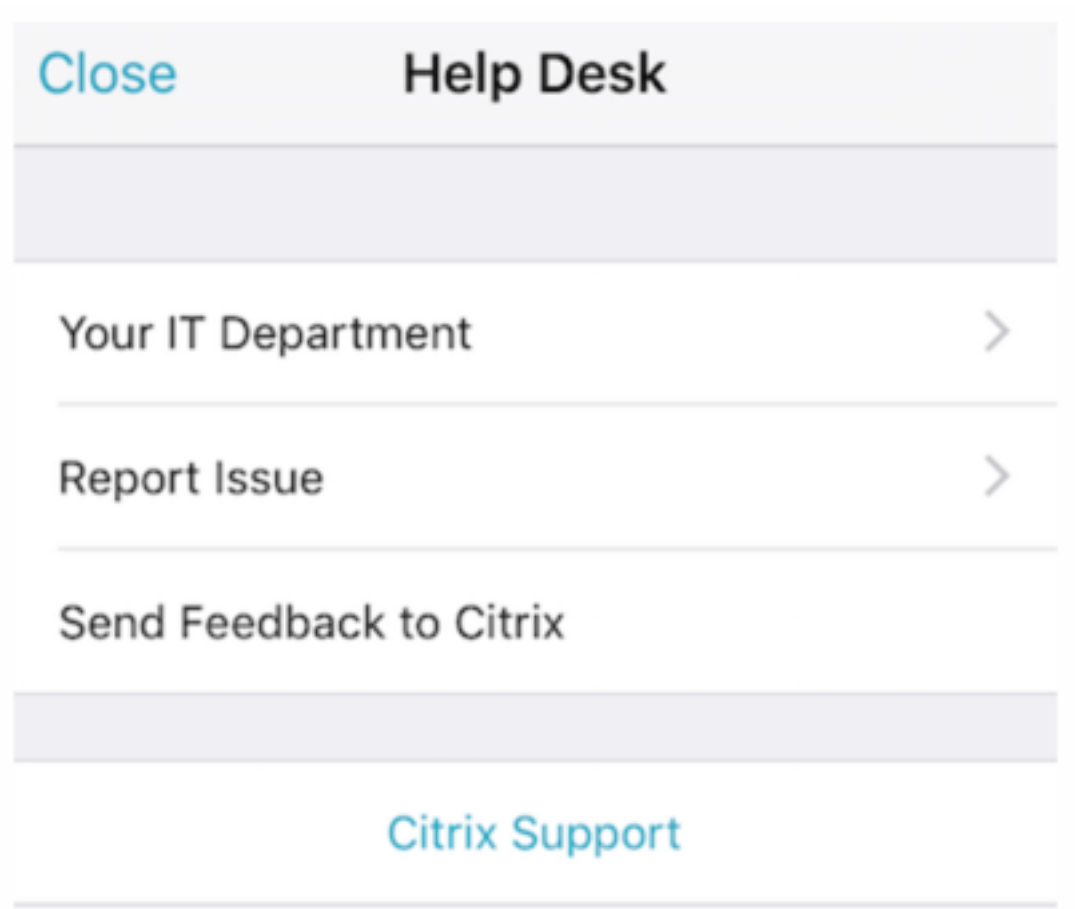 Close
Help Desk
Your IT Department
Report Issue
Send Feedback to Citrix
Citrix Support